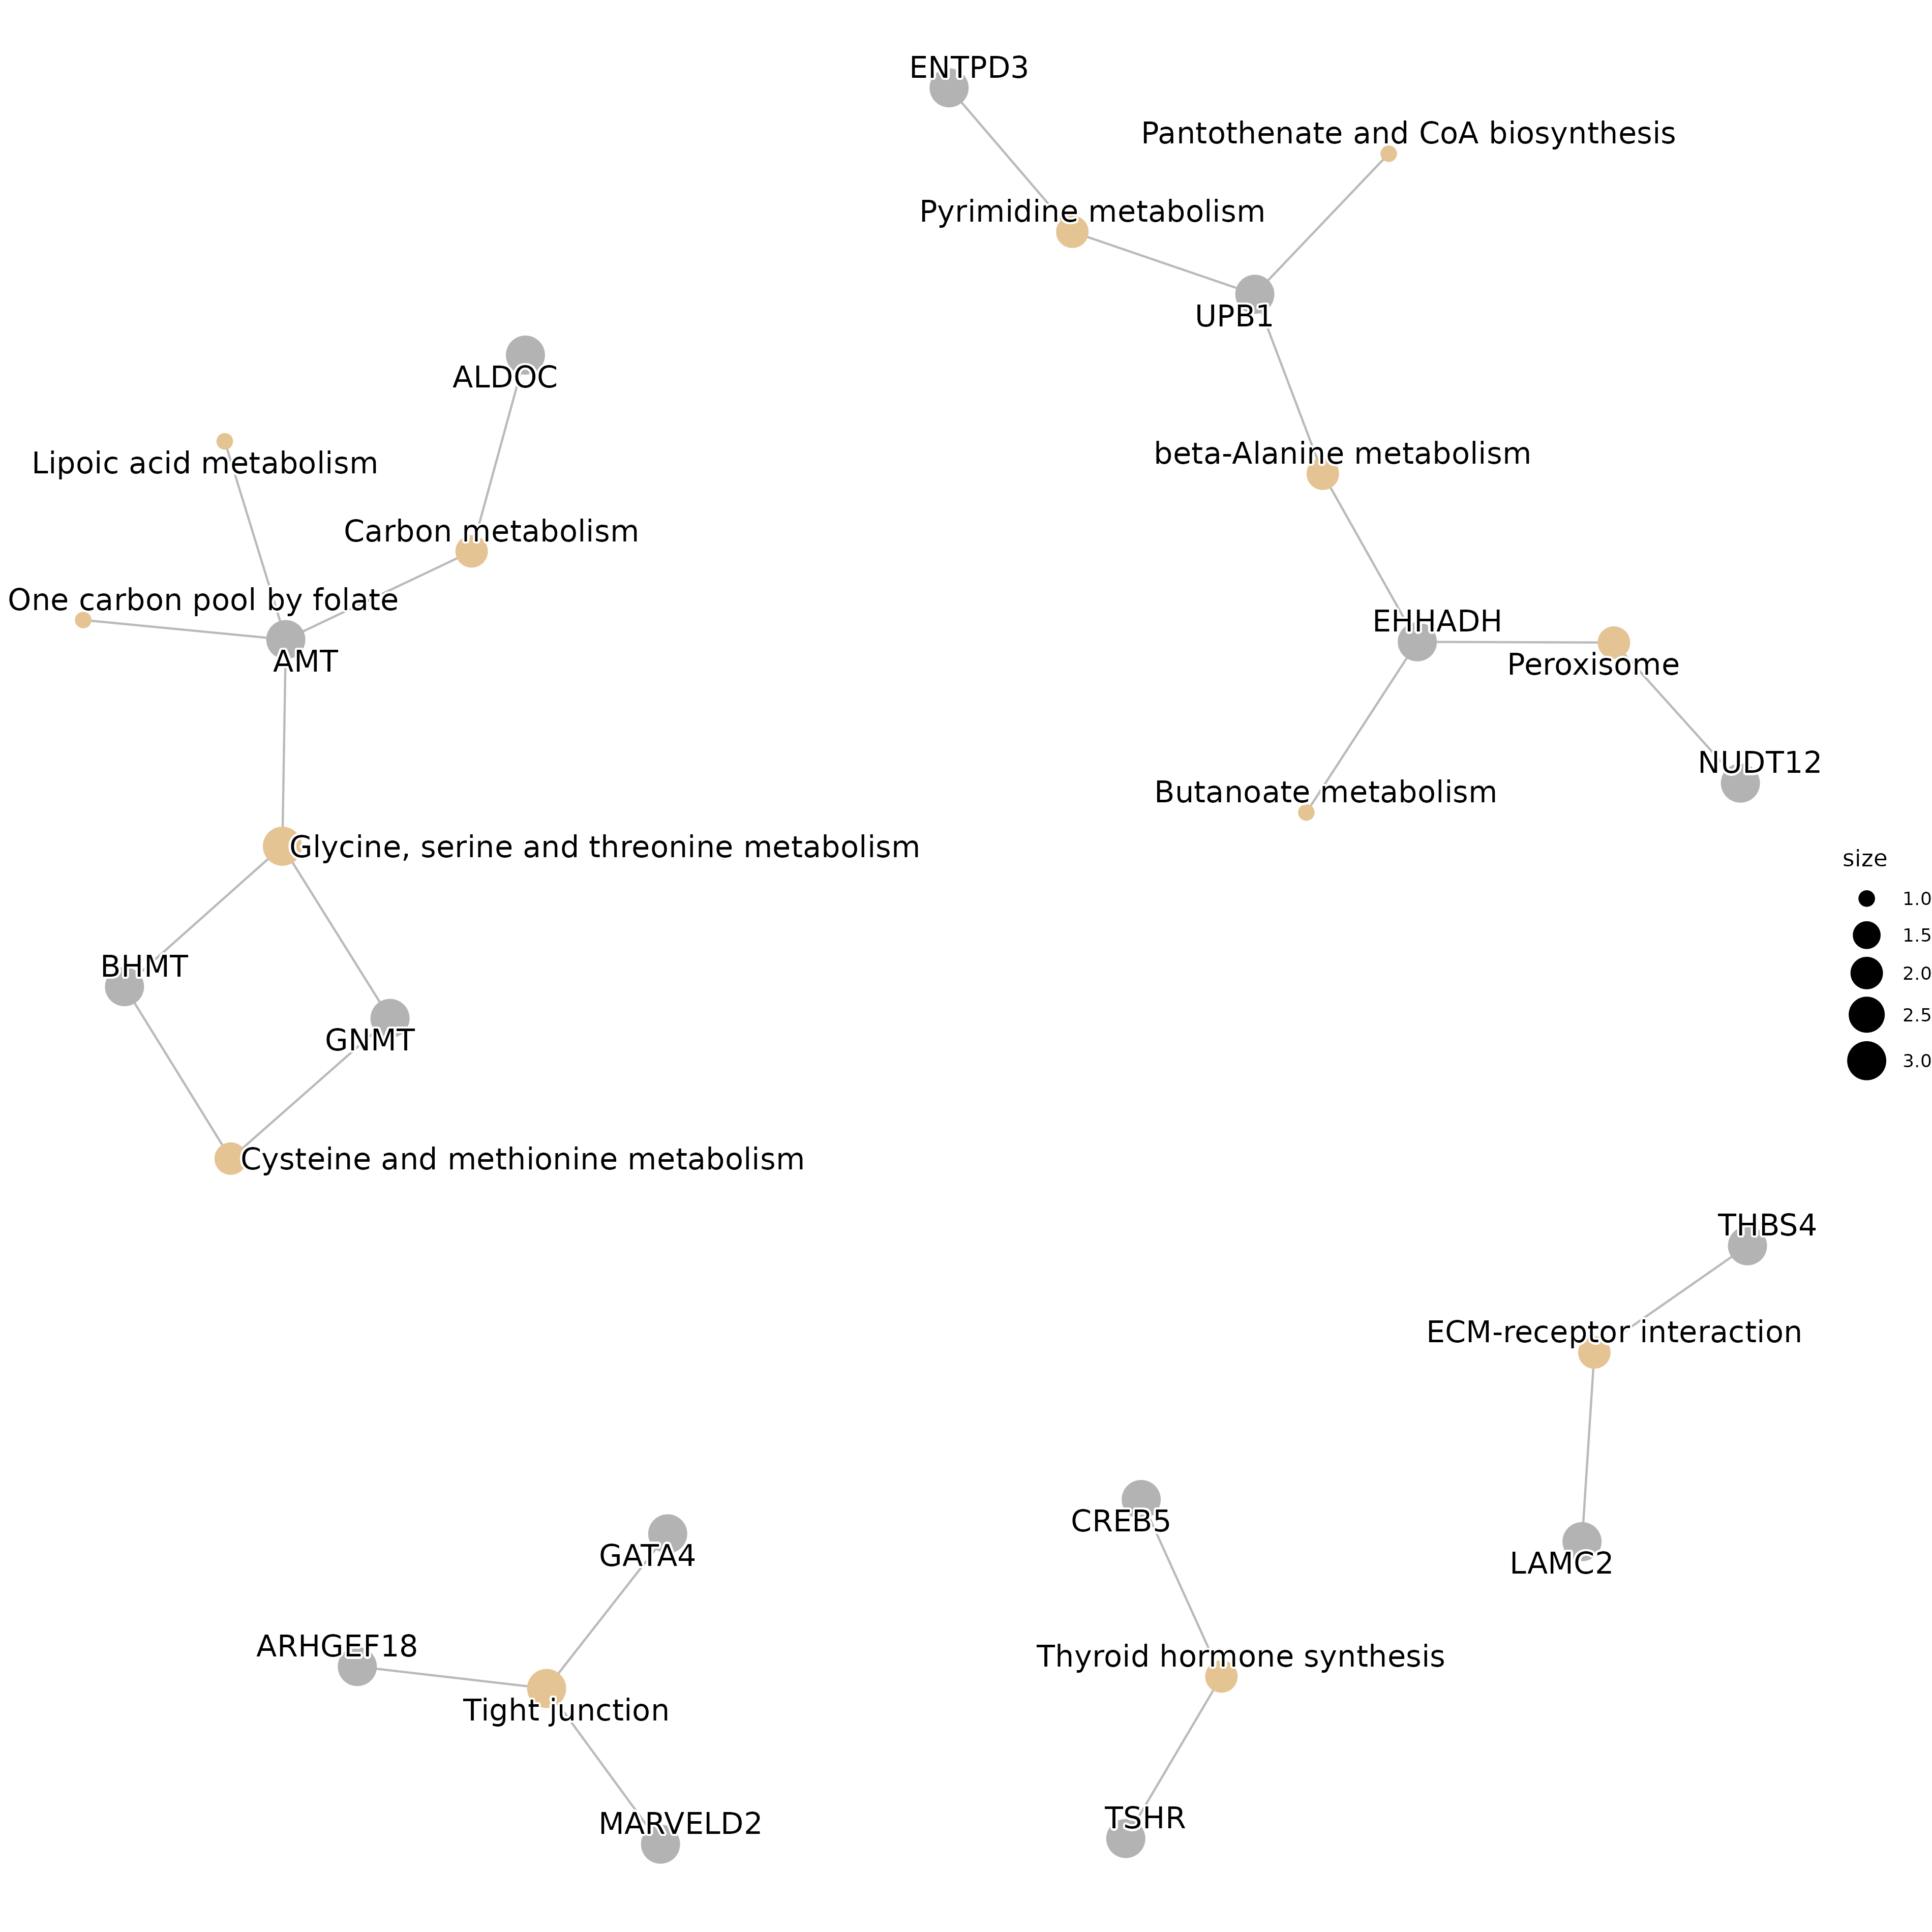 ENTPD3
Pantothenate and CoA biosynthesis
Pyrimidine metabolism
UPB1
ALDOC
beta-Alanine metabolism
Lipoic acid metabolism
Carbon metabolism
One carbon pool by folate
EHHADH
AMT
Peroxisome
NUDT12
Butanoate metabolism
Glycine, serine and threonine metabolism
size
1.0
1.5
2.0
2.5
3.0
BHMT
GNMT
Cysteine and methionine metabolism
THBS4
ECM-receptor interaction
CREB5
GATA4
LAMC2
ARHGEF18
Thyroid hormone synthesis
Tight junction
TSHR
MARVELD2